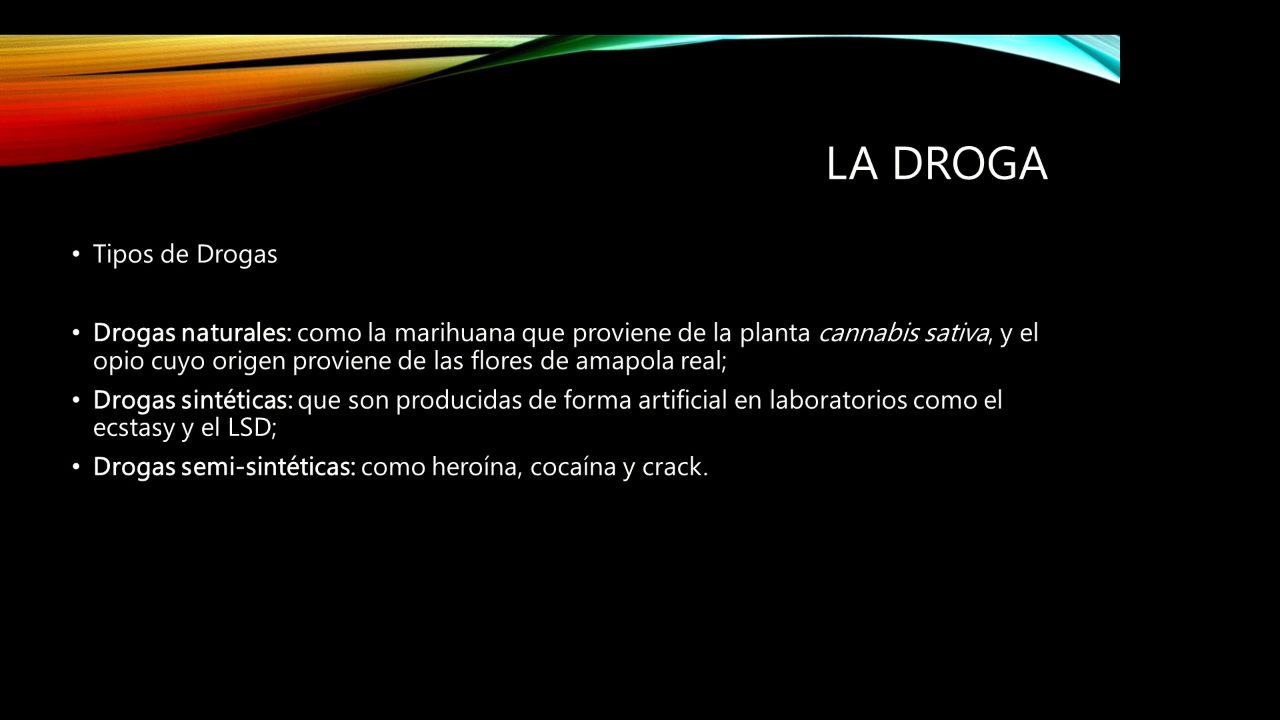 LA DROGA
• Tipos de Drogas
• Drogas naturales: como la marihuana que proviene de la planta cannabis sativa, y el
opio cuyo origen proviene de las flores de amapola real;
• Drogas sintéticas: que son producidas de forma artificial en laboratorios como el
ecstasy y el LSD;
• Drogas semi-sintéticas: como heroína, cocaína y crack.